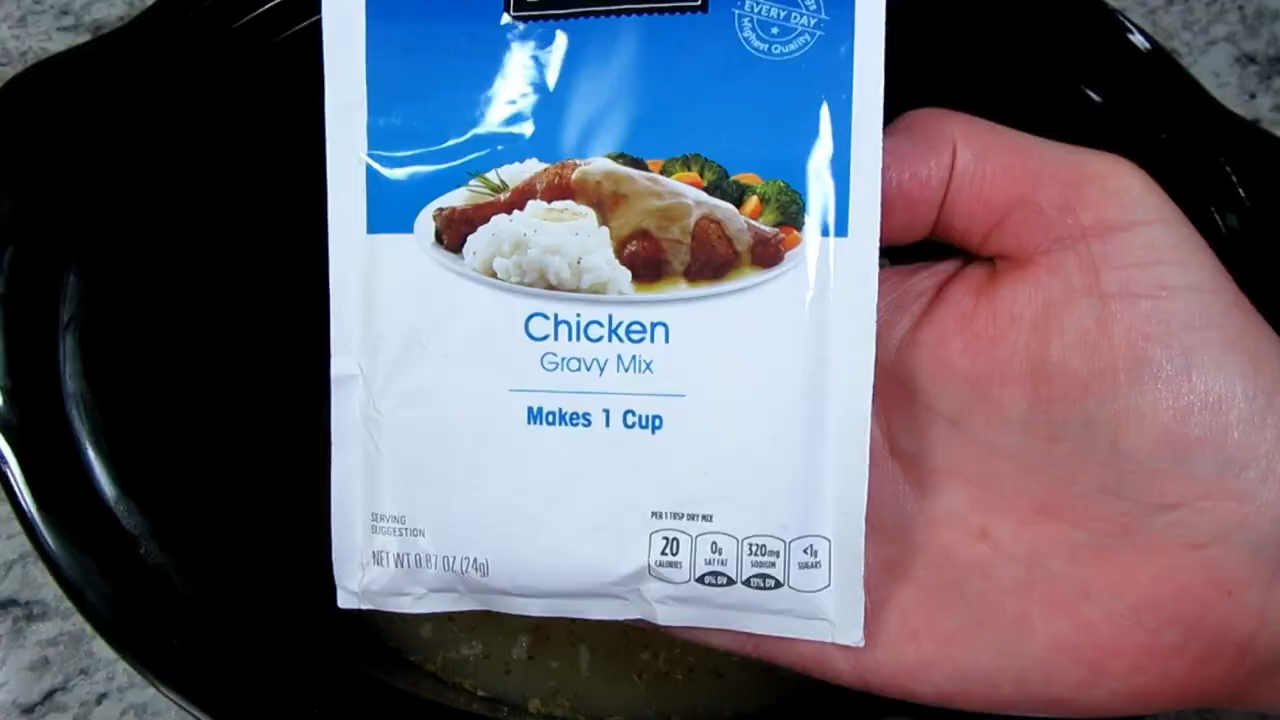 EVERY DAY
Highest Quality
Chicken
Gravy Mix
Makes 1 Cup
SERVING
SUGGESTION
NET WT 0.87 OZ (24g)
PER 1 TBSP DRY MIX
20
CALORIES
0g
SAT FAT
0% DV
320mg
SODIUM
13% DV
<1g
SUGARS